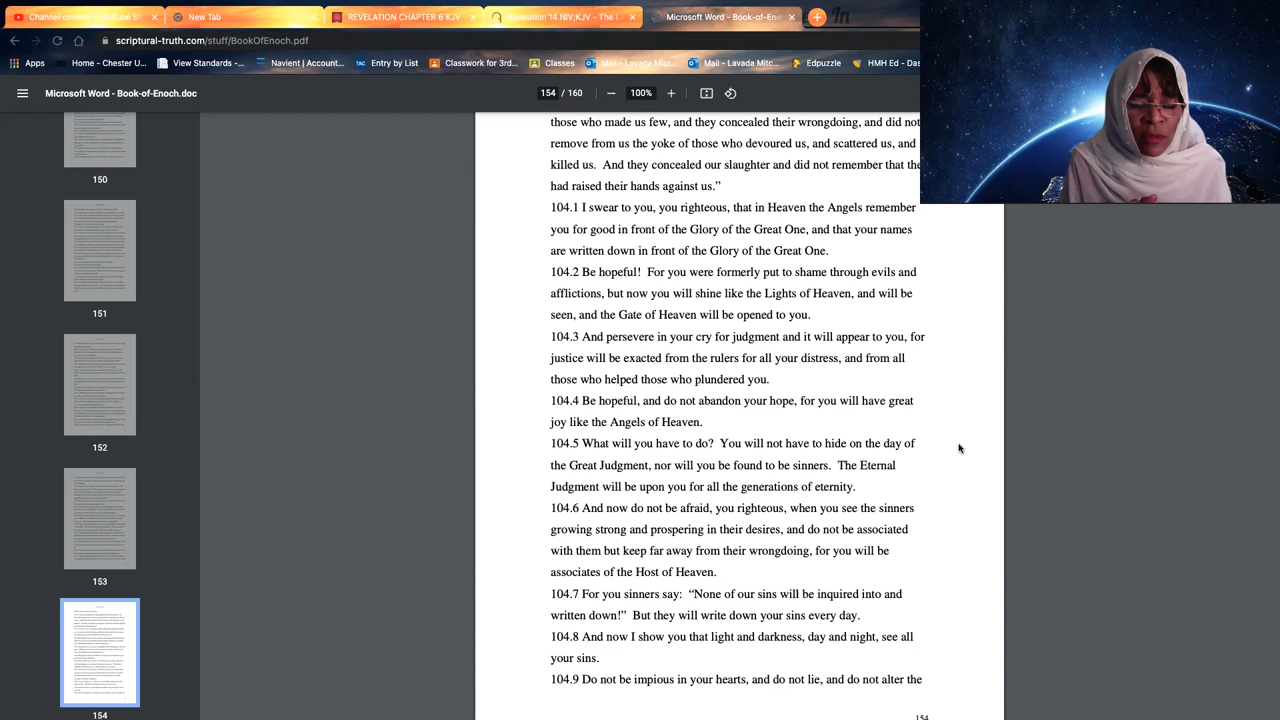 Channel content - YouTube St
New Tab
REVELATION CHAPTER 6 KJV
Revelation 14 NIV;KJV - The L
Microsoft Word - Book-of-Eno
scriptural-truth.com/stuff/BookOfEnoch.pdf
Apps
Home - Chester U...
View Standards -...
Navient | Account...
TAC Entry by List
Classwork for 3rd...
Classes
Mail - Lavada Mitc...
Mail - Lavada Mitc...
Edpuzzle
HMH Ed - Das
Microsoft Word - Book-of-Enoch.doc
154 / 160
100%
150
151
152
153
154
those who made us few, and they concealed their wrongdoing, and did not
remove from us the yoke of those who devoured us, and scattered us, and
killed us. And they concealed our slaughter and did not remember that the
had raised their hands against us.”
104.1 I swear to you, you righteous, that in Heaven the Angels remember
you for good in front of the Glory of the Great One, and that your names
are written down in front of the Glory of the Great One.
104.2 Be hopeful! For you were formerly put to shame through evils and
afflictions, but now you will shine like the Lights of Heaven, and will be
seen, and the Gate of Heaven will be opened to you.
104.3 And persevere in your cry for judgment and it will appear to you, for
justice will be exacted from the rulers for all your distress, and from all
those who helped those who plundered you.
104.4 Be hopeful, and do not abandon your hope, for you will have great
joy like the Angels of Heaven.
104.5 What will you have to do? You will not have to hide on the day of
the Great Judgment, nor will you be found to be sinners. The Eternal
judgment will be upon you for all the generations of eternity.
104.6 And now do not be afraid, you righteous, when you see the sinners
growing strong and prospering in their desires, and do not be associated
with them but keep far away from their wrongdoing, for you will be
associates of the Host of Heaven.
104.7 For you sinners say: “None of our sins will be inquired into and
written down!” But they will write down your sins every day.
104.8 And now I show you that light and darkness, day and night, see all
your sins.
104.9 Do not be impious in your hearts, and do not lie, and do not alter the
154